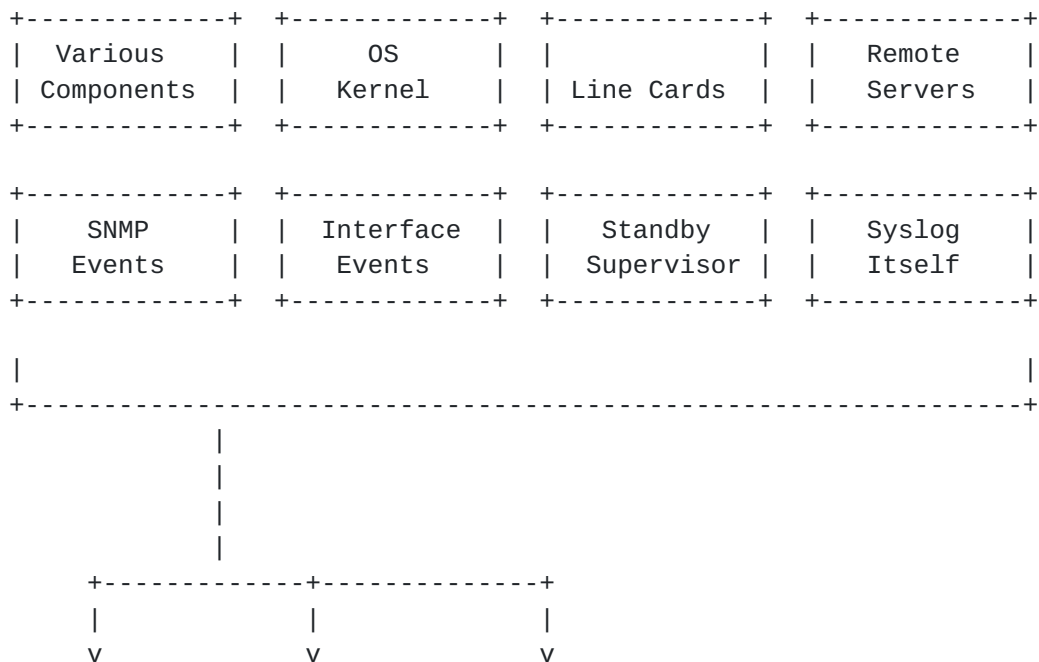 Various OS Remote
Components Kernel Line Cards Servers
SNMP Interface Standby Syslog
Events Events Supervisor Itself
v v v